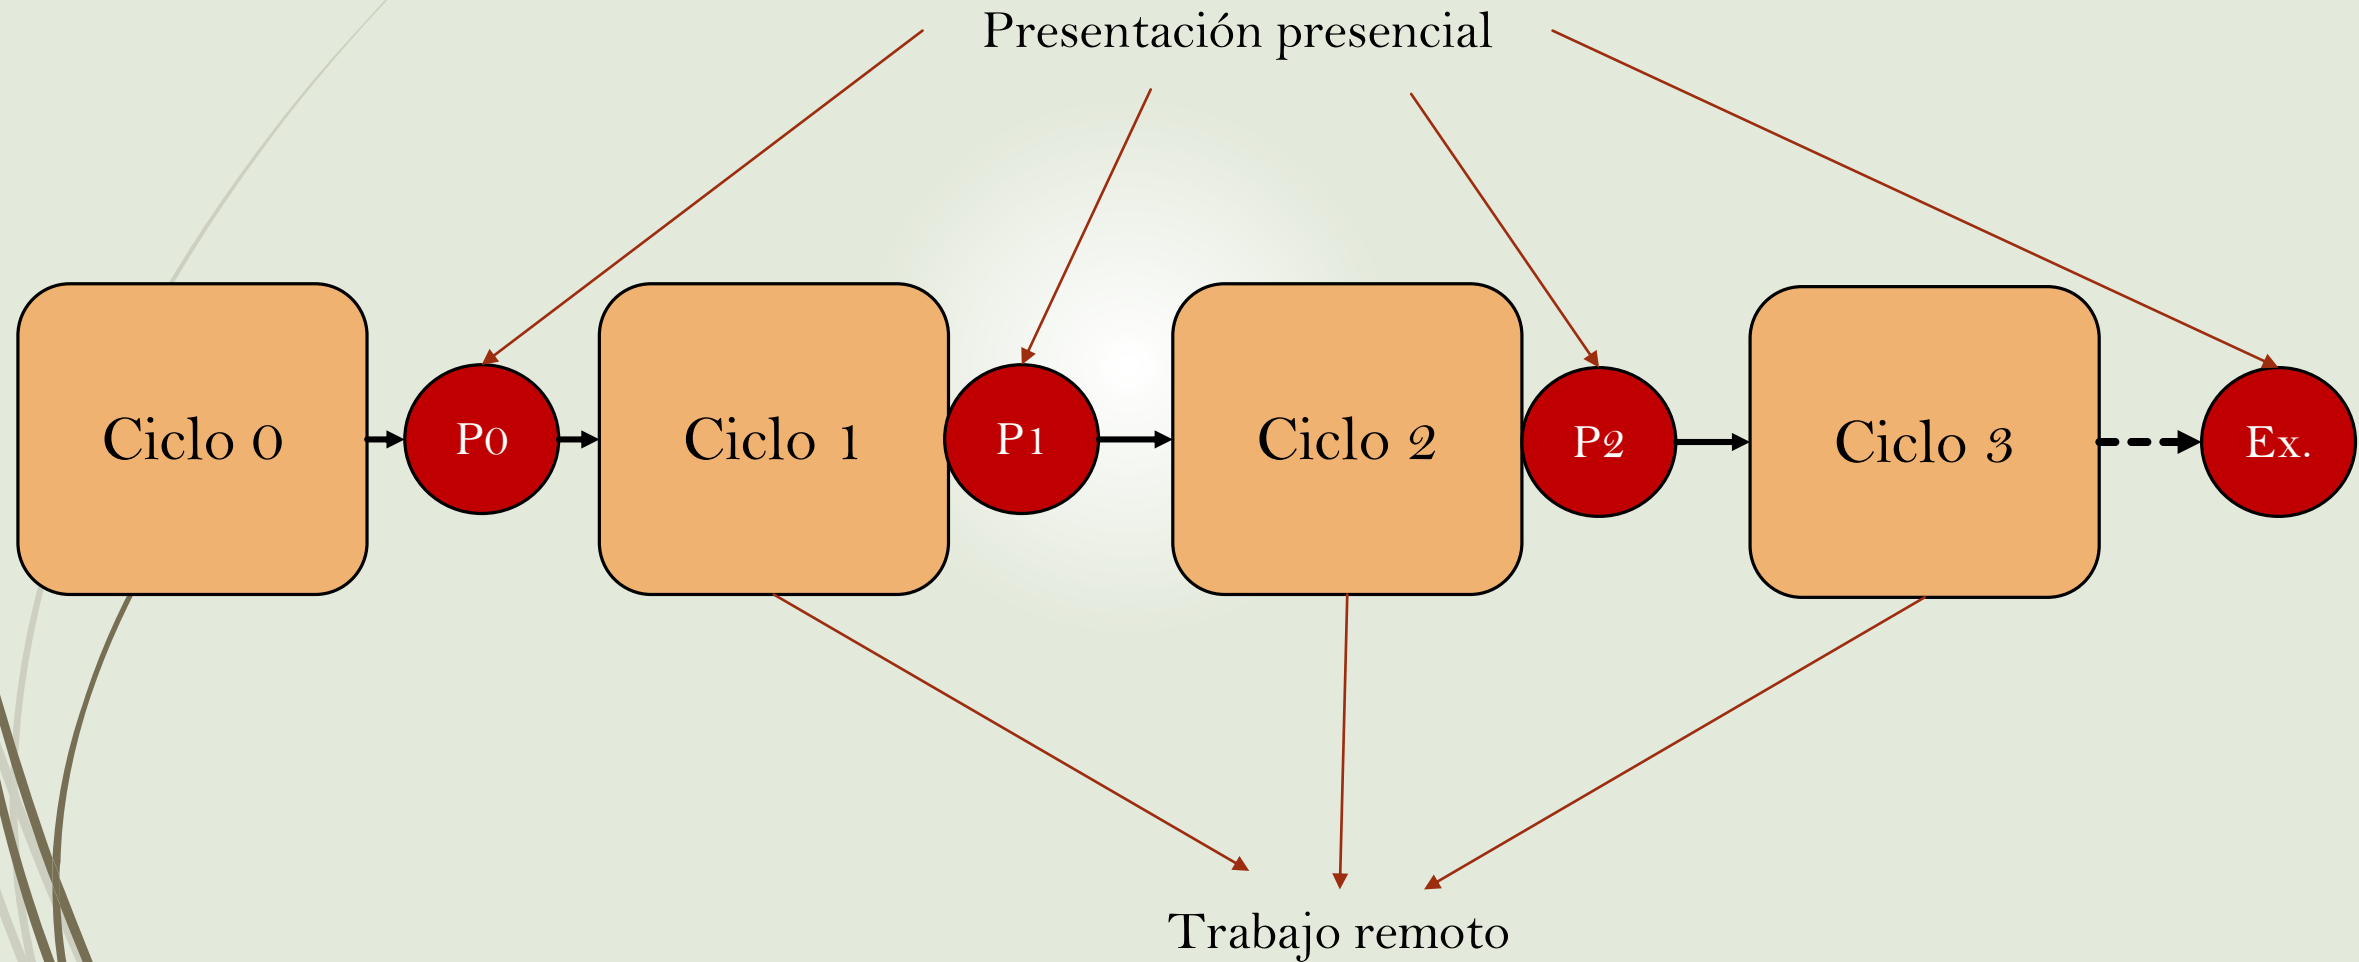 Presentación presencial
Ciclo 0
P0
Ciclo 1
P1
Ciclo 2
P2
Ciclo 3
Ex.
Trabajo remoto